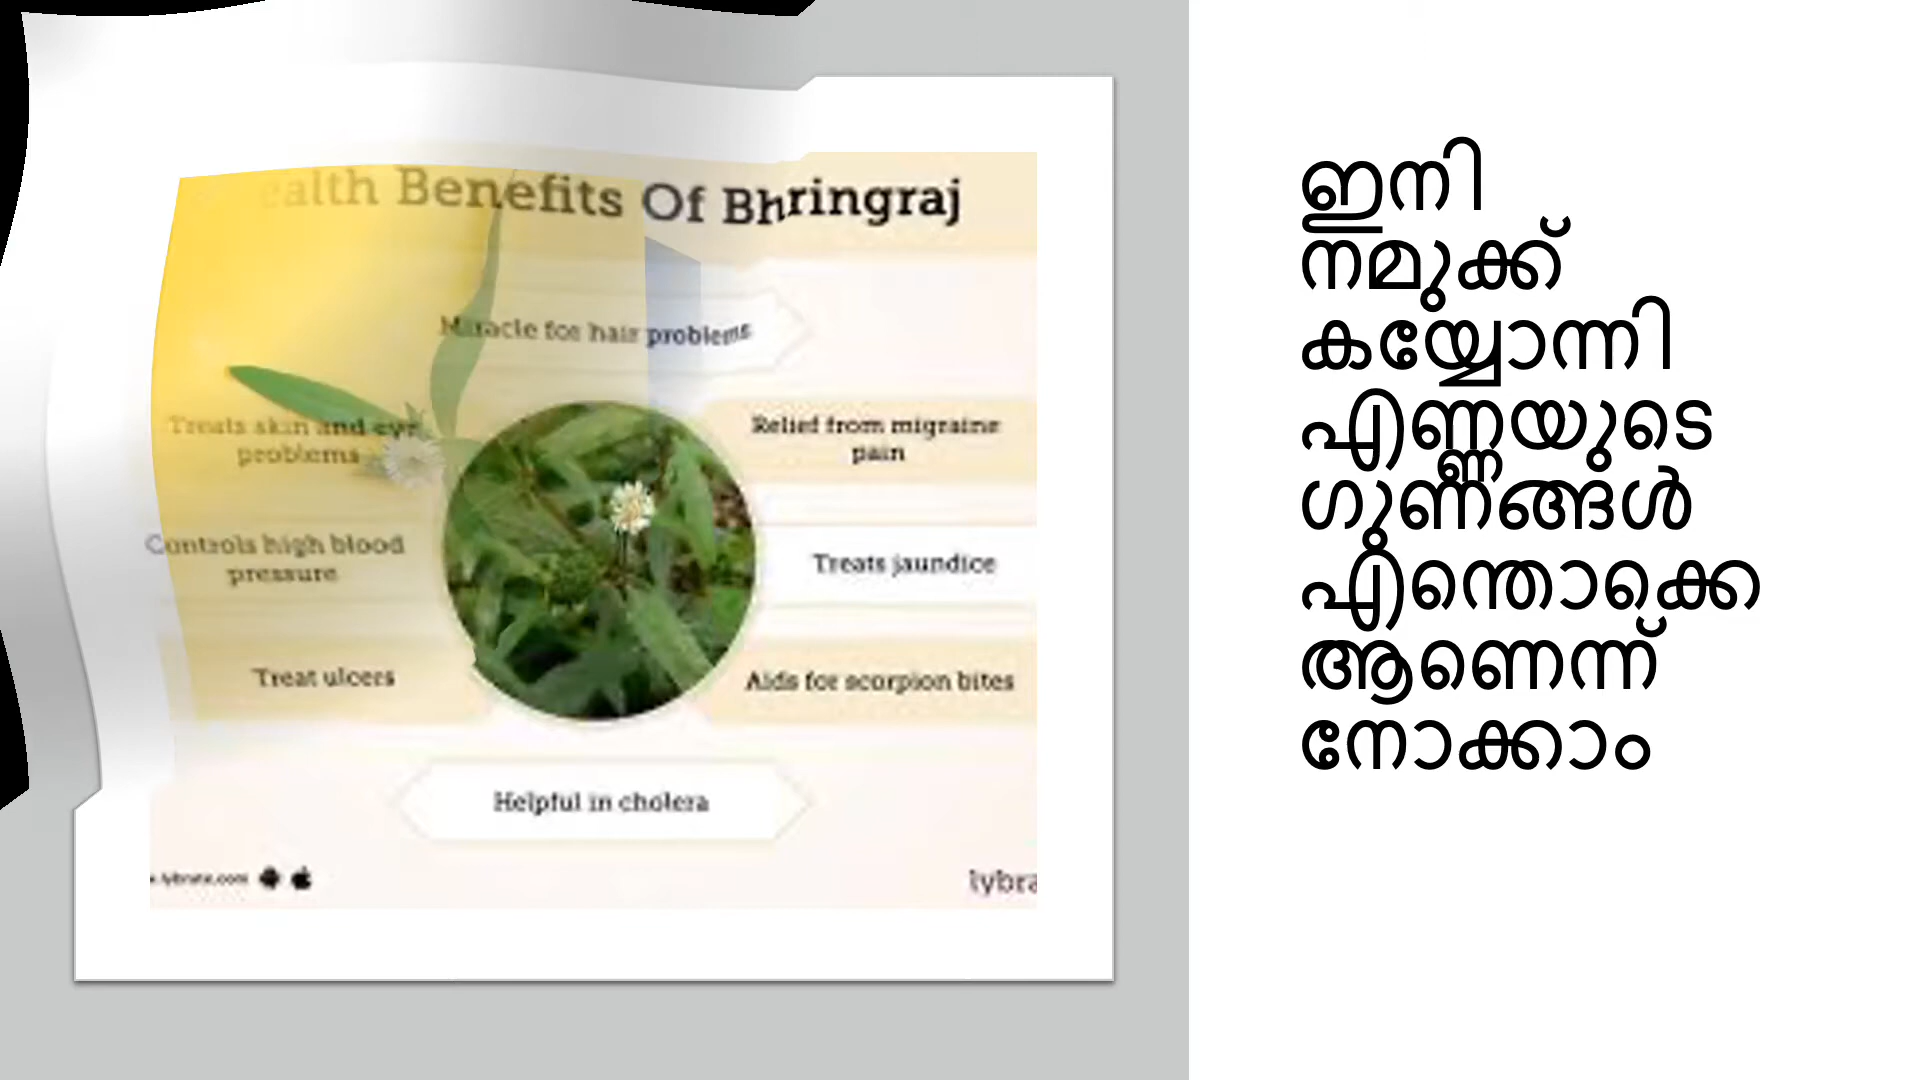 ealth Benefits Of Bhringraj
Miracle for hair problems
Treats skin and eye
problems
Relief from migraine
pain
Controls high blood
pressure
Treats jaundice
Treat ulcers
Aids for scorpion bites
Helpful in cholera
.lybrate.com
lybra
ഇനി
നമുക്ക്
കയ്യോന്നി
എണ്ണയുടെ
ഗുണങ്ങൾ
എന്തൊക്കെ
ആണെന്ന്
നോക്കാം